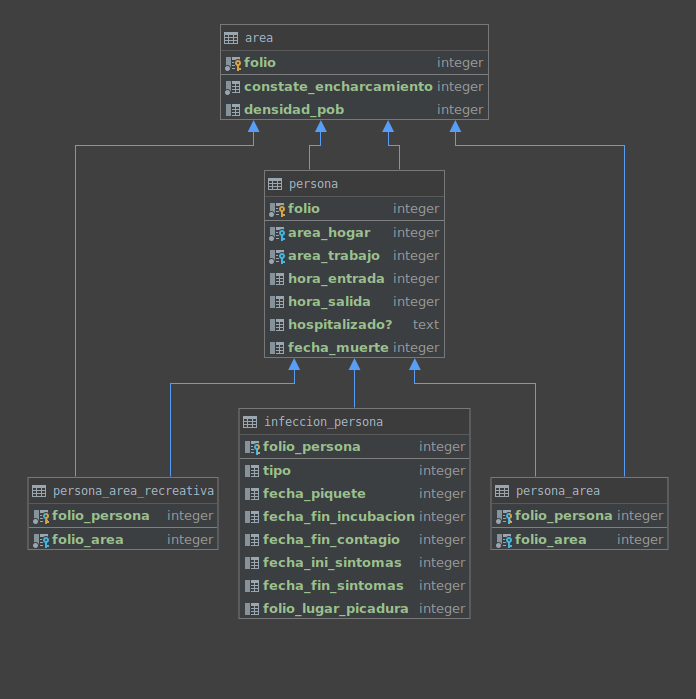 area
folio integer
constate_encharcamiento integer
densidad_pob integer
persona
folio integer
area_hogar integer
area_trabajo integer
hora_entrada integer
hora_salida integer
hospitalizado? text
fecha_muerte integer
infeccion_persona
folio_persona integer
tipo integer
fecha_piquete integer
fecha_fin_incubacion integer
fecha_fin_contagio integer
fecha_ini_sintomas integer
fecha_fin_sintomas integer
folio_lugar_picadura integer
persona_area_recreativa
folio_persona integer
folio_area integer
persona_area
folio_persona integer
folio_area integer